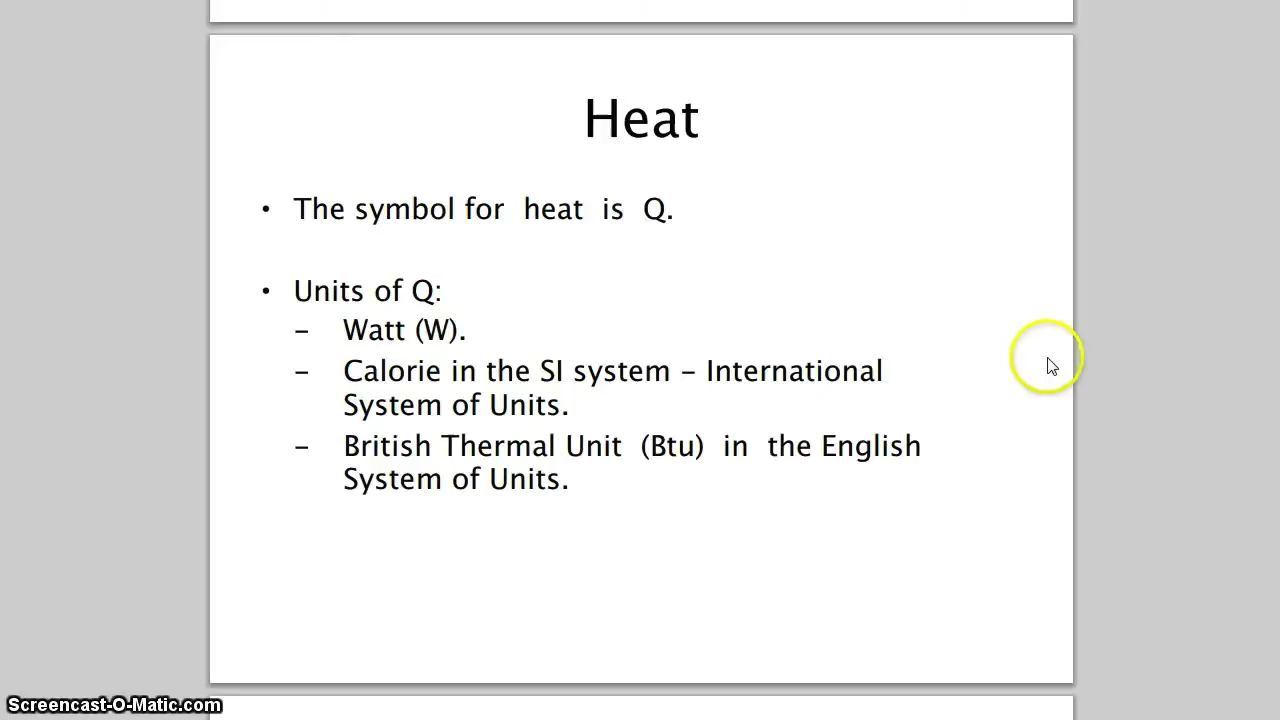 Heat
• The symbol for heat is Q.
• Units of Q:
– Watt (W).
– Calorie in the SI system – International
System of Units.
– British Thermal Unit (Btu) in the English
System of Units.
Screencast-O-Matic.com